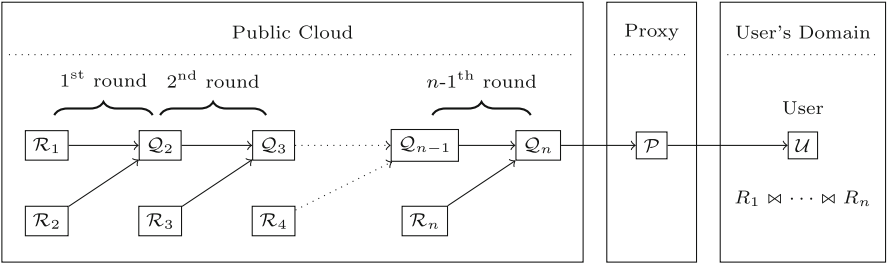 Public Cloud
Proxy
User's Domain
1st round
2nd round
n-1th round
User
R1
Q2
Q3
Qn−1
Qn
P
U
R2
R3
R4
Rn
R1 ⋈ ⋯ ⋈ Rn